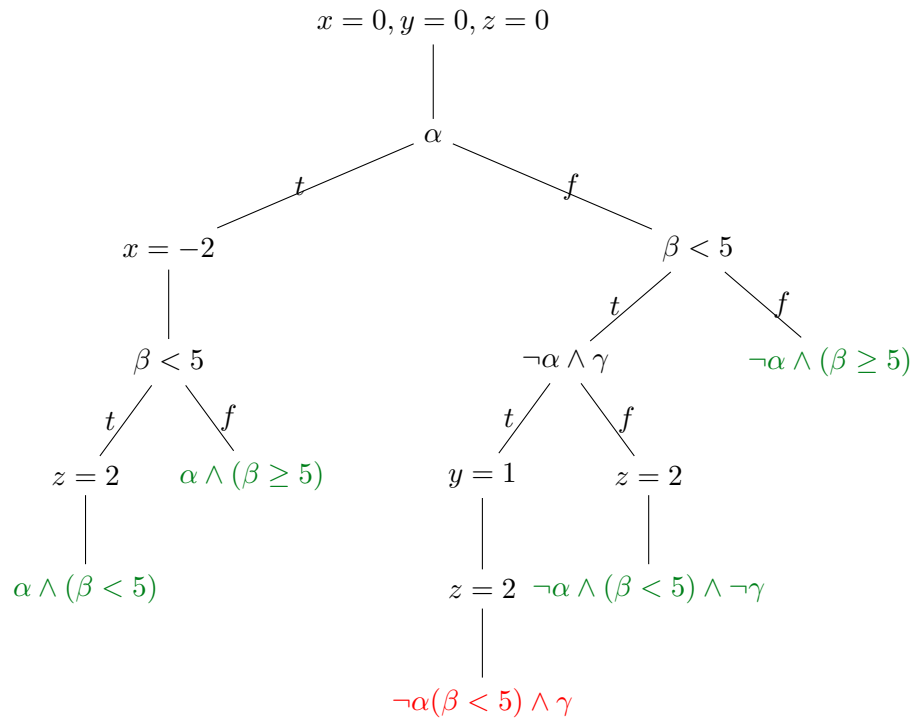 x = 0, y = 0, z = 0
α
t
f
x = −2
β < 5
t
f
β < 5
¬α ∧ γ
¬α ∧ (β ≥ 5)
t
f
t
f
z = 2
α ∧ (β ≥ 5)
y = 1
z = 2
α ∧ (β < 5)
z = 2
¬α ∧ (β < 5) ∧ ¬γ
¬α(β < 5) ∧ γ